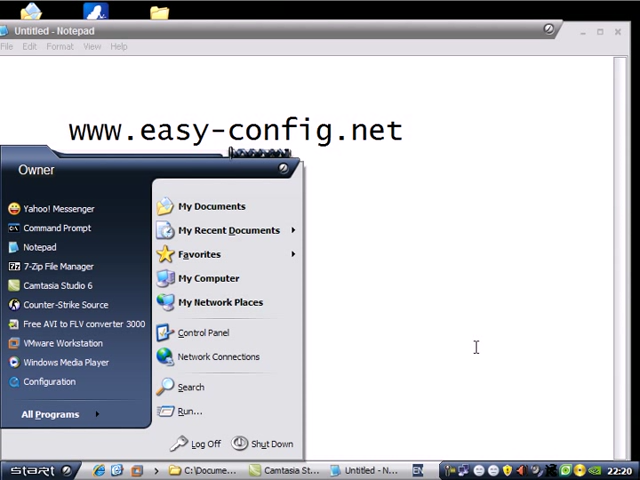 Untitled - Notepad
File Edit Format View Help
www.easy-config.net
Owner
Yahoo! Messenger
Command Prompt
Notepad
7-Zip File Manager
Camtasia Studio 6
Counter-Strike Source
Free AVI to FLV converter 3000
VMware Workstation
Windows Media Player
Configuration
All Programs
My Documents
My Recent Documents
Favorites
My Computer
My Network Places
Control Panel
Network Connections
Search
Run...
Log Off Shut Down
start C:\Docume... Camtasia St... Untitled - N... EN 22:20